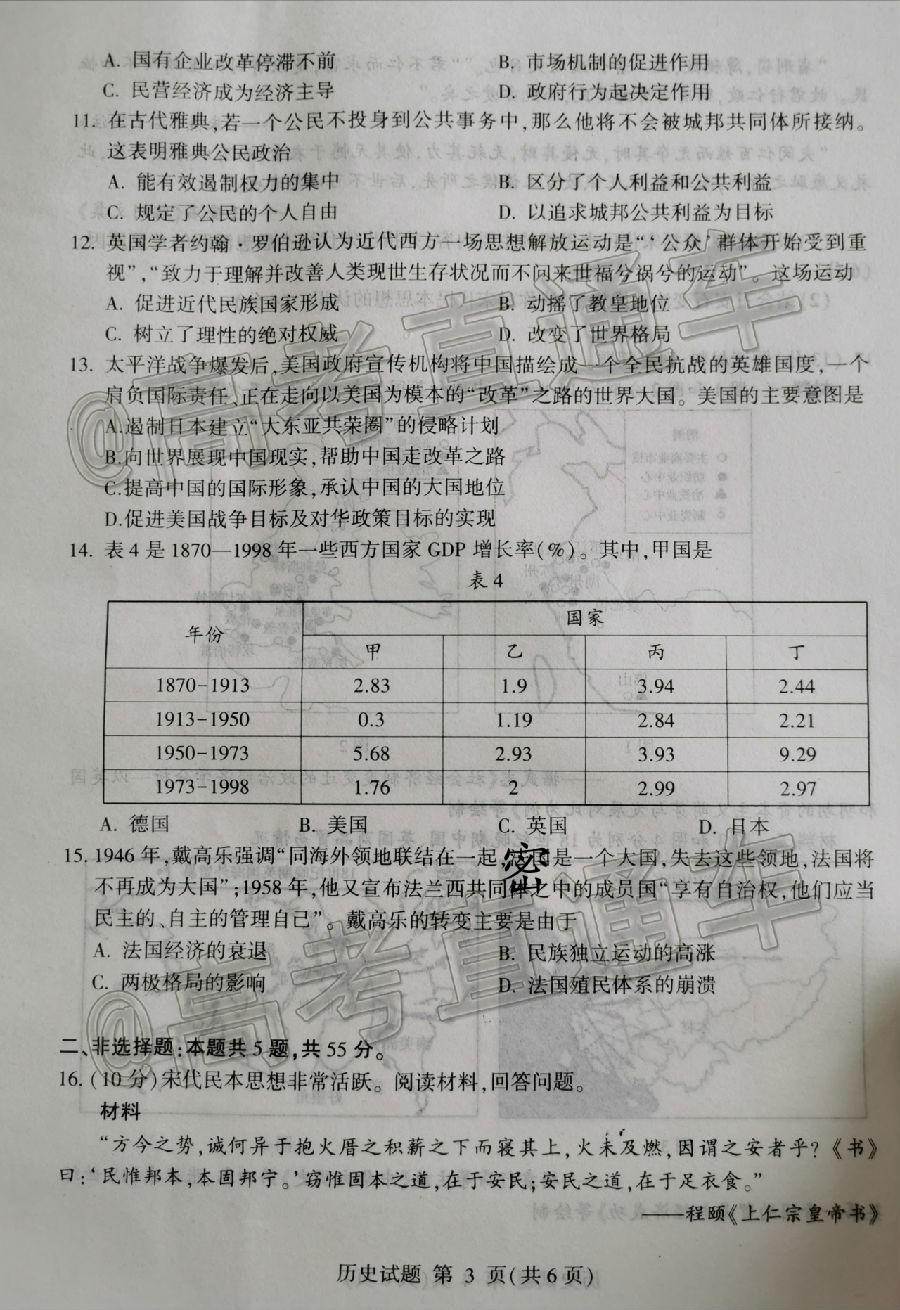 A. 国有企业改革停滞不前 B. 市场机制的促进作用
C. 民营经济成为经济主导 D. 政府行为起决定作用
11. 在古代雅典,若一个公民不投身到公共事务中,那么他将不会被城邦共同体所接纳。
这表明雅典公民政治
A. 能有效遏制权力的集中 B. 区分了个人利益和公共利益
C. 规定了公民的个人自由 D. 以追求城邦公共利益为目标
12. 英国学者约翰·罗伯逊认为近代西方一场思想解放运动是“‘公众’群体开始受到重
视”,“致力于理解并改善人类现世生存状况而不问来世福兮祸兮的运动”。这场运动
A. 促进近代民族国家形成 B. 动摇了教皇地位
C. 树立了理性的绝对权威 D. 改变了世界格局
13. 太平洋战争爆发后,美国政府宣传机构将中国描绘成一个全民抗战的英雄国度,一个
肩负国际责任、正在走向以美国为模本的“改革”之路的世界大国。美国的主要意图是
A.遏制日本建立“大东亚共荣圈”的侵略计划
B.向世界展现中国现实,帮助中国走改革之路
C.提高中国的国际形象,承认中国的大国地位
D.促进美国战争目标及对华政策目标的实现
14. 表4是1870—1998年一些西方国家GDP增长率(%)。其中,甲国是
表4
年份 国家
甲 乙 丙 丁
1870-1913 2.83 1.9 3.94 2.44
1913-1950 0.3 1.19 2.84 2.21
1950-1973 5.68 2.93 3.93 9.29
1973-1998 1.76 2 2.99 2.97
A. 德国 B. 美国 C. 英国 D. 日本
15. 1946年,戴高乐强调“同海外领地联结在一起,法国是一个大国,失去这些领地,法国将
不再成为大国”;1958年,他又宣布法兰西共同体之中的成员国“享有自治权,他们应当
民主的、自主的管理自已”。戴高乐的转变主要是由于
A. 法国经济的衰退 B. 民族独立运动的高涨
C. 两极格局的影响 D. 法国殖民体系的崩溃
密
二、非选择题:本题共5题,共55分。
16. (10分)宋代民本思想非常活跃。阅读材料,回答问题。
材料
“方今之势,诚何异于抱火厝之积薪之下而寝其上,火未及燃,因谓之安者乎?《书》
曰:‘民惟邦本,本固邦宁。’窃惟固本之道,在于安民;安民之道,在于足衣食。”
——程颐《上仁宗皇帝书》
历史试题 第 3 页(共6页)
@高考直通车
@高考直通车